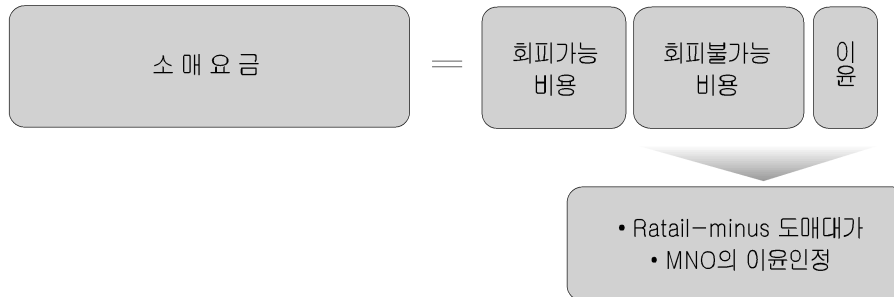 소 매 요 금
=
회피가능
비용
회피불가능
비용
이
윤
• Ratail-minus 도매대가
• MNO의 이윤인정